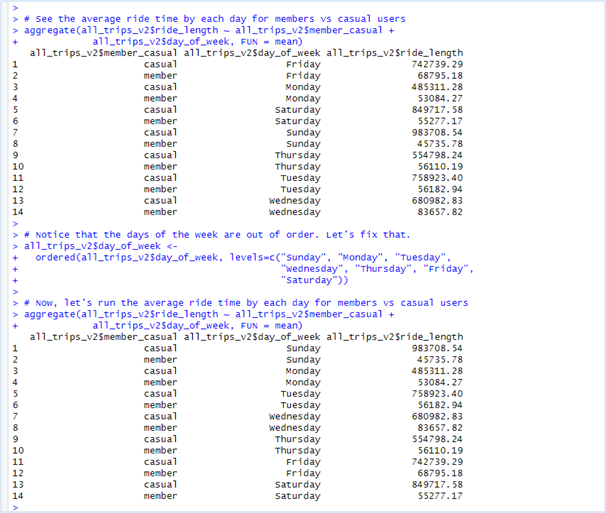 >
> # See the average ride time by each day for members vs casual users
> aggregate(all_trips_v2$ride_length ~ all_trips_v2$member_casual +
+ all_trips_v2$day_of_week, FUN = mean)
all_trips_v2$member_casual all_trips_v2$day_of_week all_trips_v2$ride_length
1 casual Friday 742739.29
2 member Friday 68795.18
3 casual Monday 485311.28
4 member Monday 53084.27
5 casual Saturday 849717.58
6 member Saturday 55277.17
7 casual Sunday 983708.54
8 member Sunday 45735.78
9 casual Thursday 554798.24
10 member Thursday 56110.19
11 casual Tuesday 758923.40
12 member Tuesday 56182.94
13 casual Wednesday 680982.83
14 member Wednesday 83657.82
>
> # Notice that the days of the week are out of order. Let's fix that.
> all_trips_v2$day_of_week <-
+ ordered(all_trips_v2$day_of_week, levels=c("Sunday", "Monday", "Tuesday",
+ "Wednesday", "Thursday", "Friday",
+ "Saturday"))
>
> # Now, let's run the average ride time by each day for members vs casual users
> aggregate(all_trips_v2$ride_length ~ all_trips_v2$member_casual +
+ all_trips_v2$day_of_week, FUN = mean)
all_trips_v2$member_casual all_trips_v2$day_of_week all_trips_v2$ride_length
1 casual Sunday 983708.54
2 member Sunday 45735.78
3 casual Monday 485311.28
4 member Monday 53084.27
5 casual Tuesday 758923.40
6 member Tuesday 56182.94
7 casual Wednesday 680982.83
8 member Wednesday 83657.82
9 casual Thursday 554798.24
10 member Thursday 56110.19
11 casual Friday 742739.29
12 member Friday 68795.18
13 casual Saturday 849717.58
14 member Saturday 55277.17
>